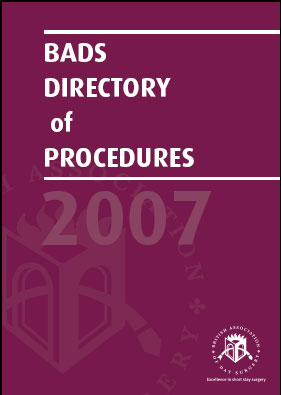 BADS
DIRECTORY
of
PROCEDURES
2007
BRITISH ASSOCIATION
OF DAY SURGERY
Excellence in short stay surgery